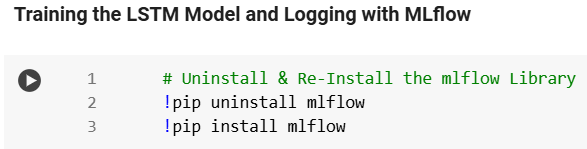 Training the LSTM Model and Logging with MLflow
1 # Uninstall & Re-Install the mlflow Library
2 !pip uninstall mlflow
3 !pip install mlflow